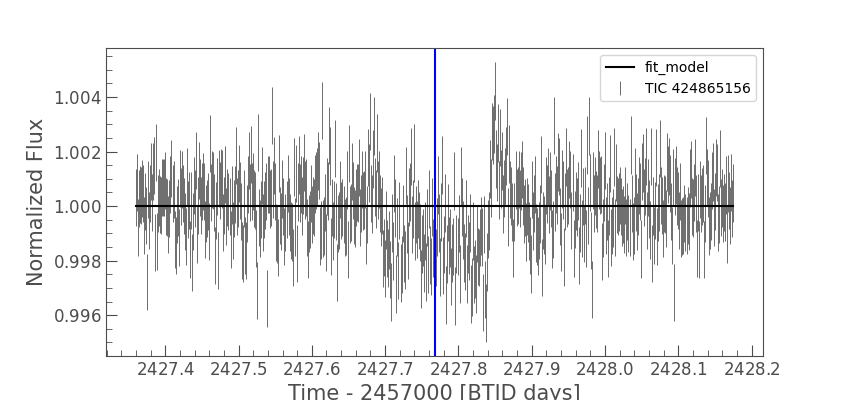 fit_model
TIC 424865156
Normalized Flux
1.004
1.002
1.000
0.998
0.996
2427.4 2427.5 2427.6 2427.7 2427.8 2427.9 2428.0 2428.1 2428.2
Time - 2457000 [BTJD days]